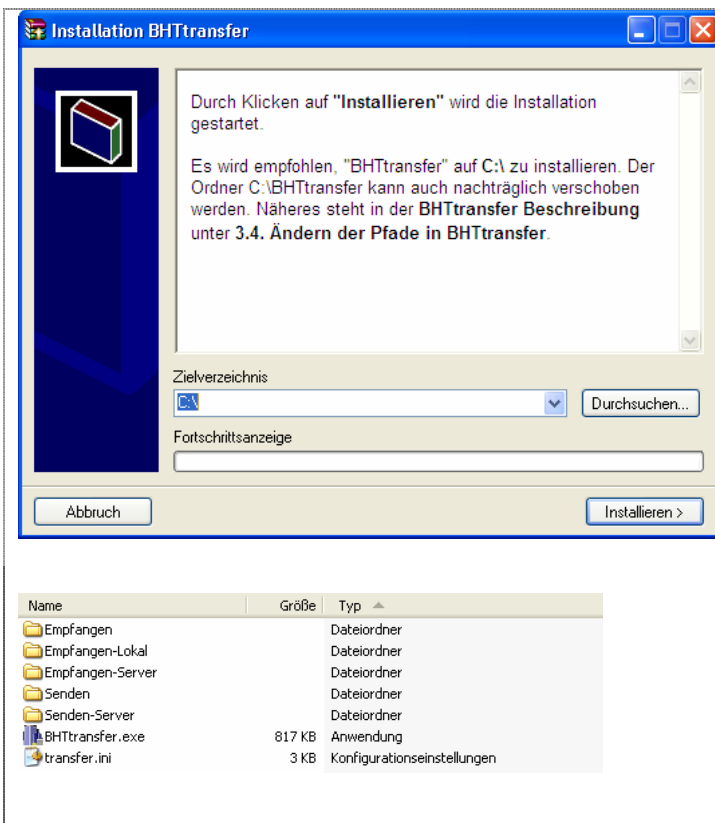 Installation BHTtransfer
Durch Klicken auf "Installieren" wird die Installation
gestartet.
Es wird empfohlen, "BHTtransfer" auf C:\ zu installieren. Der
Ordner C:\BHTtransfer kann auch nachträglich verschoben
werden. Näheres steht in der BHTtransfer Beschreibung
unter 3.4. Ändern der Pfade in BHTtransfer.
Zielverzeichnis
C:\
Durchsuchen...
Fortschrittsanzeige
Abbruch
Installieren >
Name Größe Typ
Empfangen Dateiordner
Empfangen-Lokal Dateiordner
Empfangen-Server Dateiordner
Senden Dateiordner
Senden-Server Dateiordner
BHTtransfer.exe 817 KB Anwendung
transfer.ini 3 KB Konfigurationseinstellungen